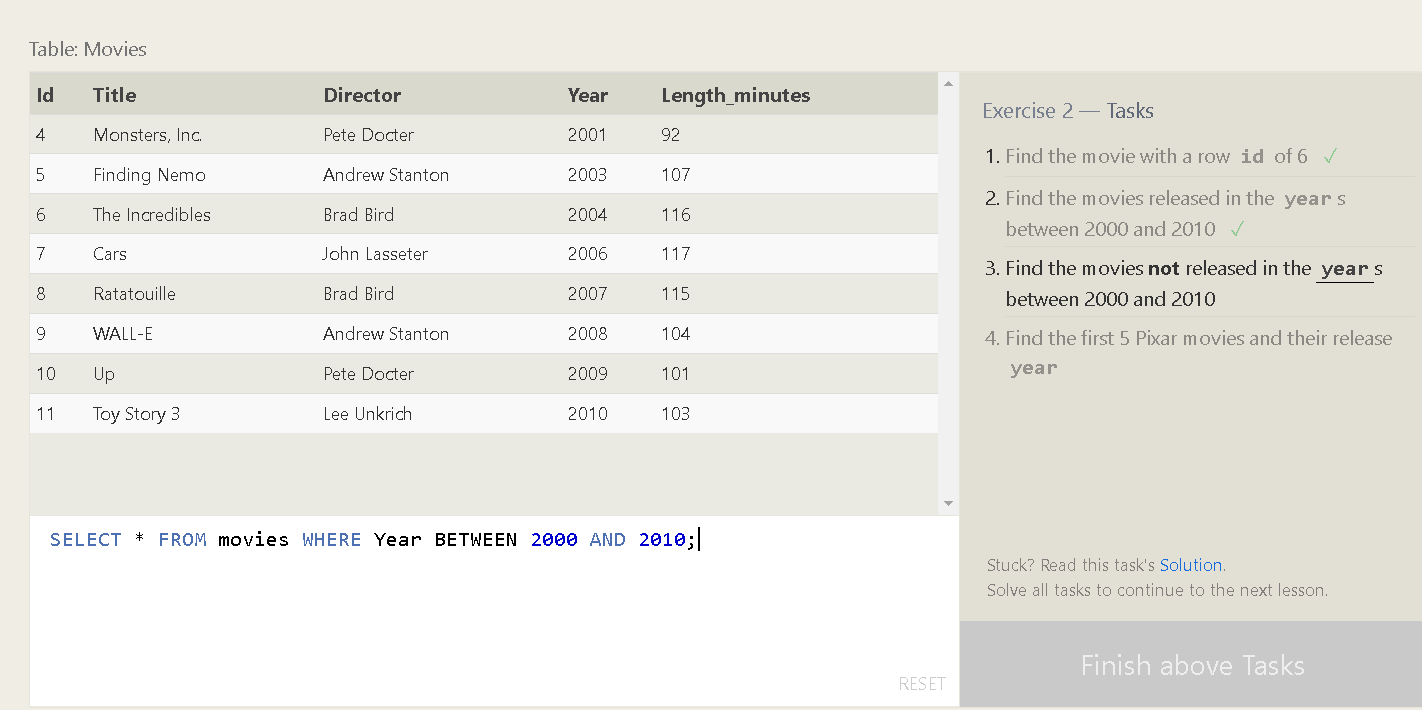 Table: Movies
Id Title Director Year Length_minutes
4 Monsters, Inc. Pete Docter 2001 92
5 Finding Nemo Andrew Stanton 2003 107
6 The Incredibles Brad Bird 2004 116
7 Cars John Lasseter 2006 117
8 Ratatouille Brad Bird 2007 115
9 WALL-E Andrew Stanton 2008 104
10 Up Pete Docter 2009 101
11 Toy Story 3 Lee Unkrich 2010 103
SELECT * FROM movies WHERE Year BETWEEN 2000 AND 2010;
RESET
Exercise 2 — Tasks
1. Find the movie with a row id of 6 ✓
2. Find the movies released in the year s
between 2000 and 2010 ✓
3. Find the movies not released in the year s
between 2000 and 2010
4. Find the first 5 Pixar movies and their release
year
Stuck? Read this task's Solution.
Solve all tasks to continue to the next lesson.
Finish above Tasks